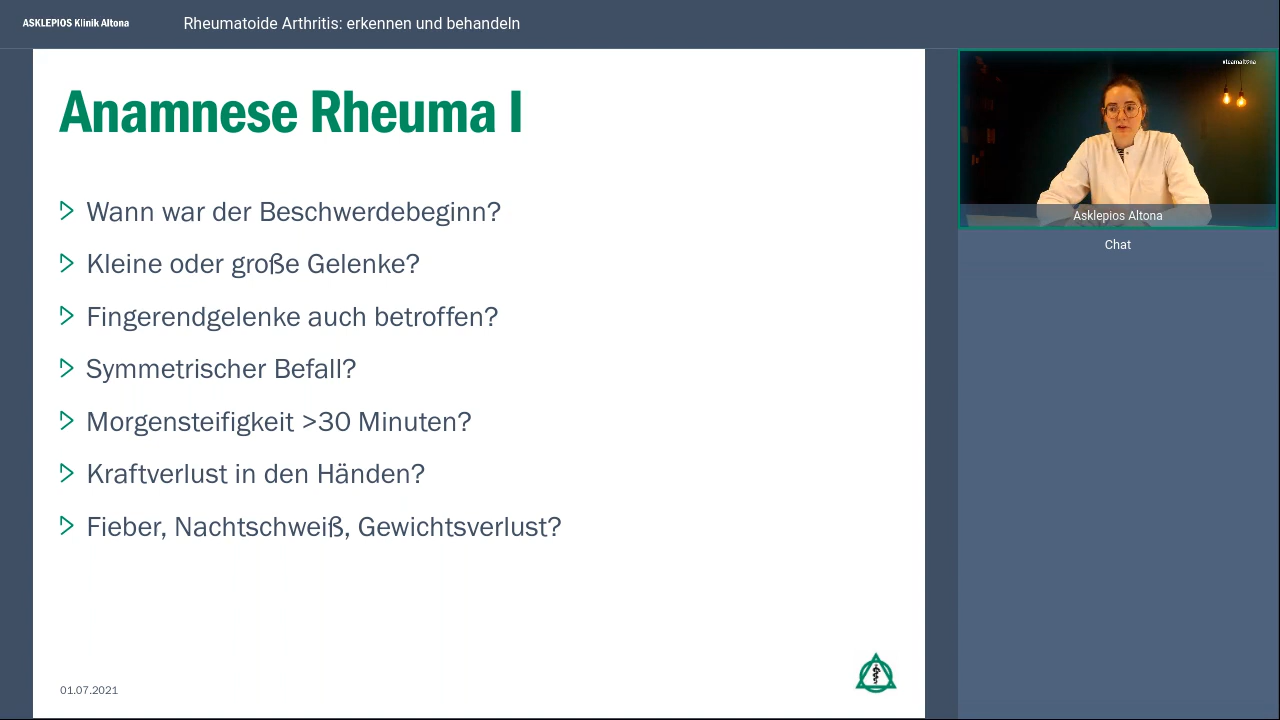 ASKLEPIOS Klinik Altona
Rheumatoide Arthritis: erkennen und behandeln
Anamnese Rheuma I
Wann war der Beschwerdebeginn?
Kleine oder große Gelenke?
Fingerendgelenke auch betroffen?
Symmetrischer Befall?
Morgensteifigkeit >30 Minuten?
Kraftverlust in den Händen?
Fieber, Nachtschweiß, Gewichtsverlust?
01.07.2021
#teamaltona
Asklepios Altona
Chat